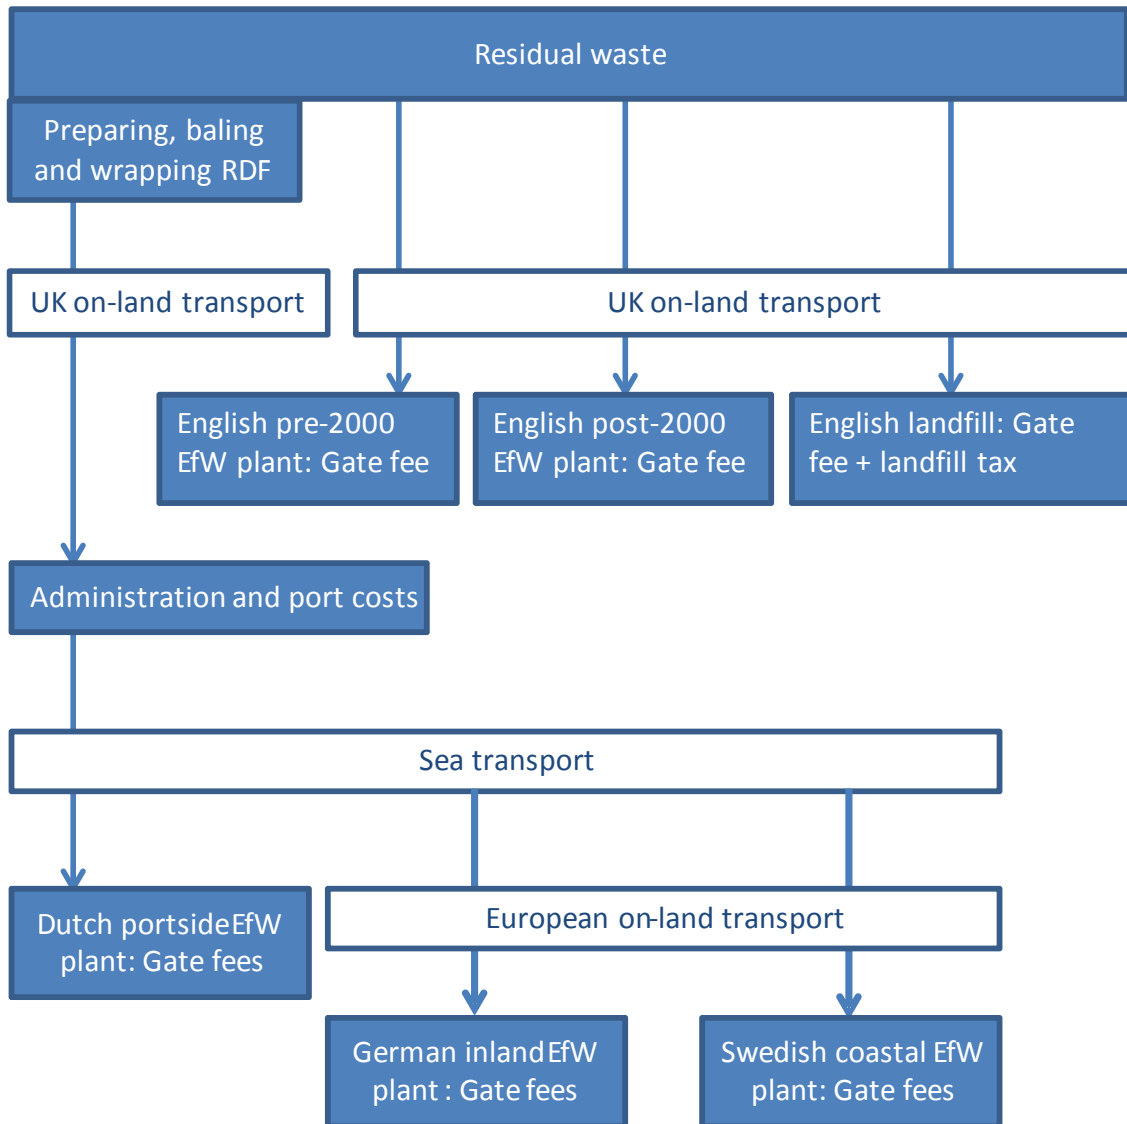 Residual waste
Preparing, baling
and wrapping RDF
UK on-land transport
UK on-land transport
English pre-2000
EfW plant: Gate fee
English post-2000
EfW plant: Gate fee
English landfill: Gate
fee + landfill tax
Administration and port costs
Sea transport
Dutch portside EfW
plant: Gate fees
European on-land transport
German inland EfW
plant : Gate fees
Swedish coastal EfW
plant: Gate fees